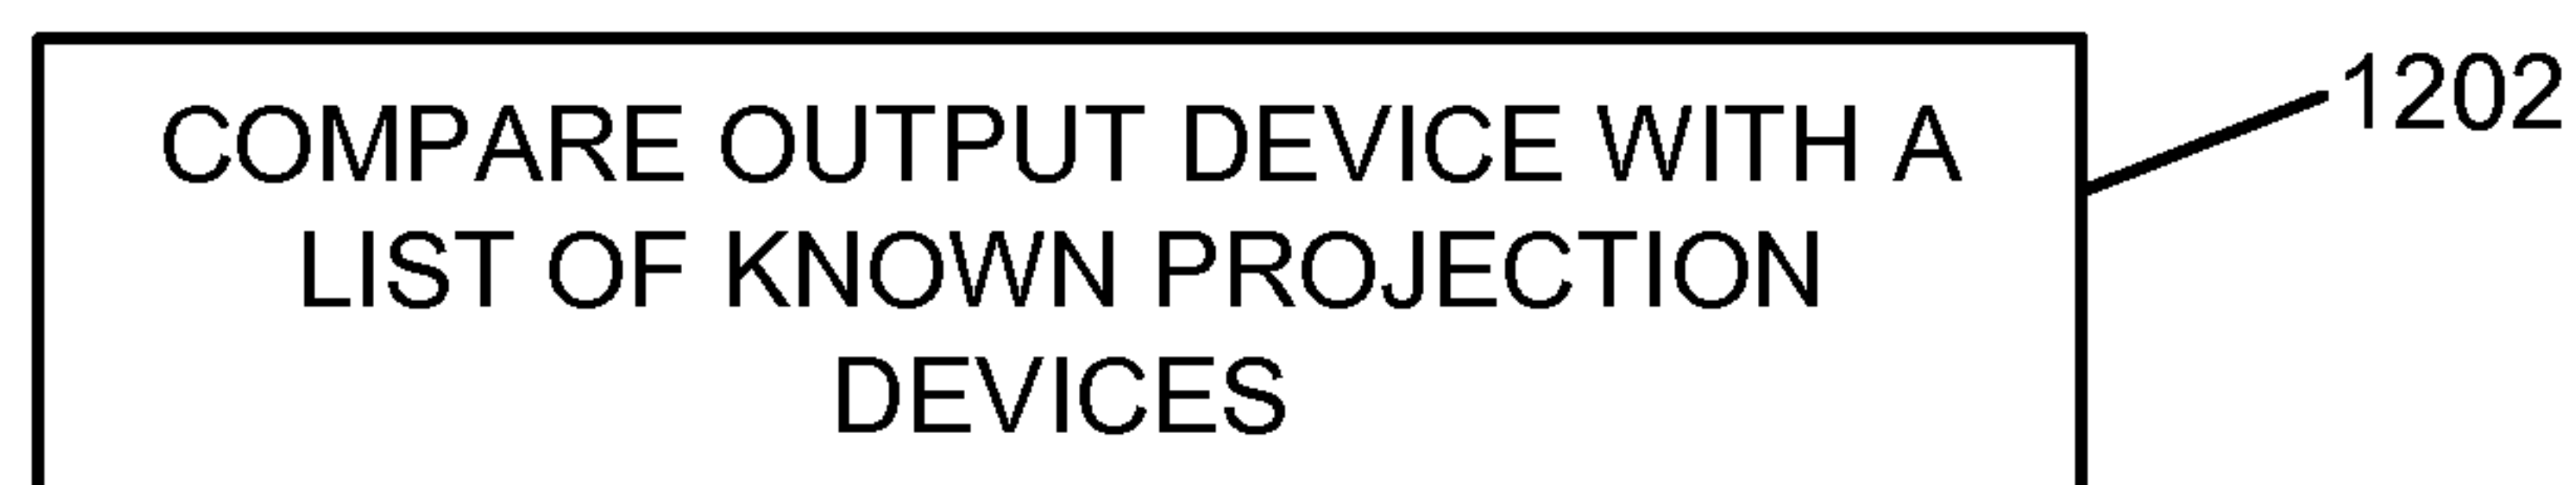 COMPARE OUTPUT DEVICE WITH A
LIST OF KNOWN PROJECTION
DEVICES
1202